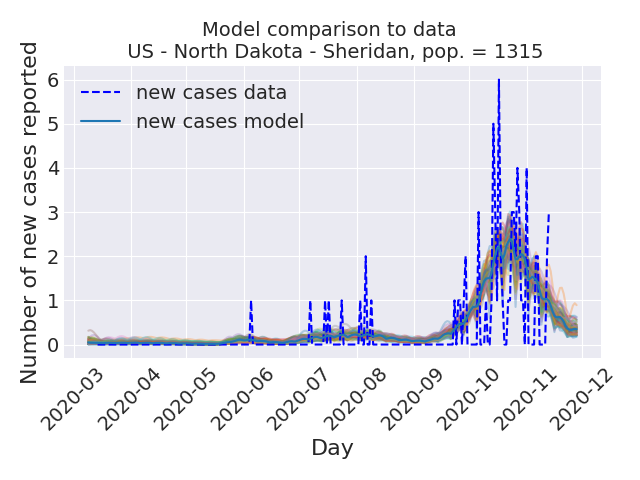 Model comparison to data
US - North Dakota - Sheridan, pop. = 1315
Number of new cases reported
6
5
4
3
2
1
0
new cases data
new cases model
2020-03
2020-04
2020-05
2020-06
2020-07
2020-08
2020-09
2020-10
2020-11
2020-12
Day